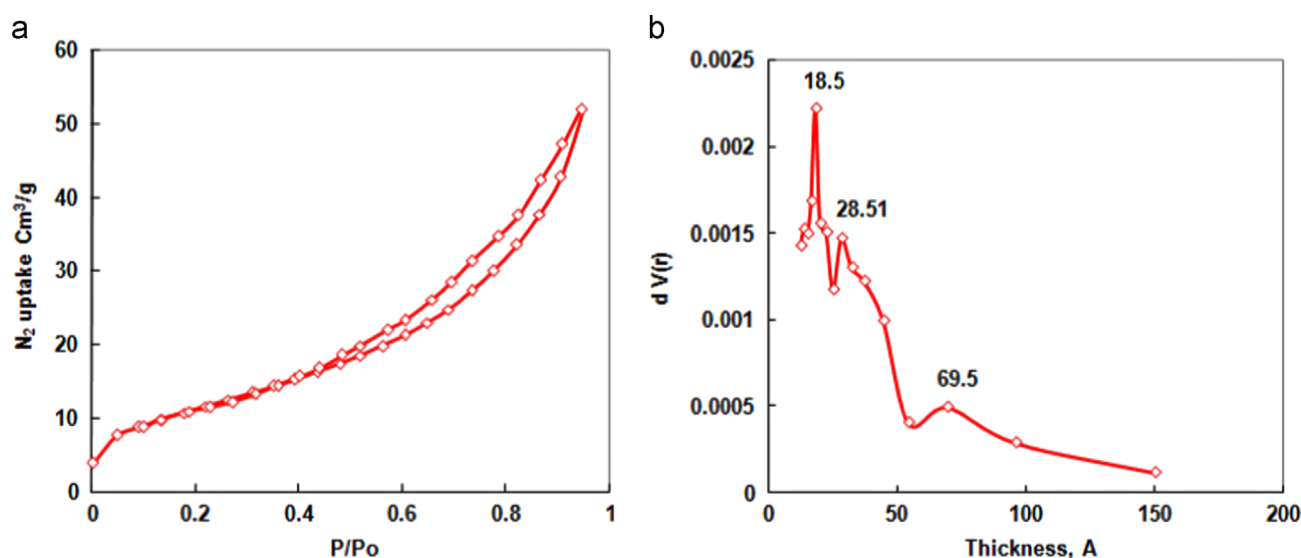 a
60
50
40
30
20
10
0
N₂ uptake Cm³/g
0 0.2 0.4 0.6 0.8 1
P/Po
b
0.0025
0.002
0.0015
0.001
0.0005
0
d V(r)
18.5
28.51
69.5
0 50 100 150 200
Thickness, A